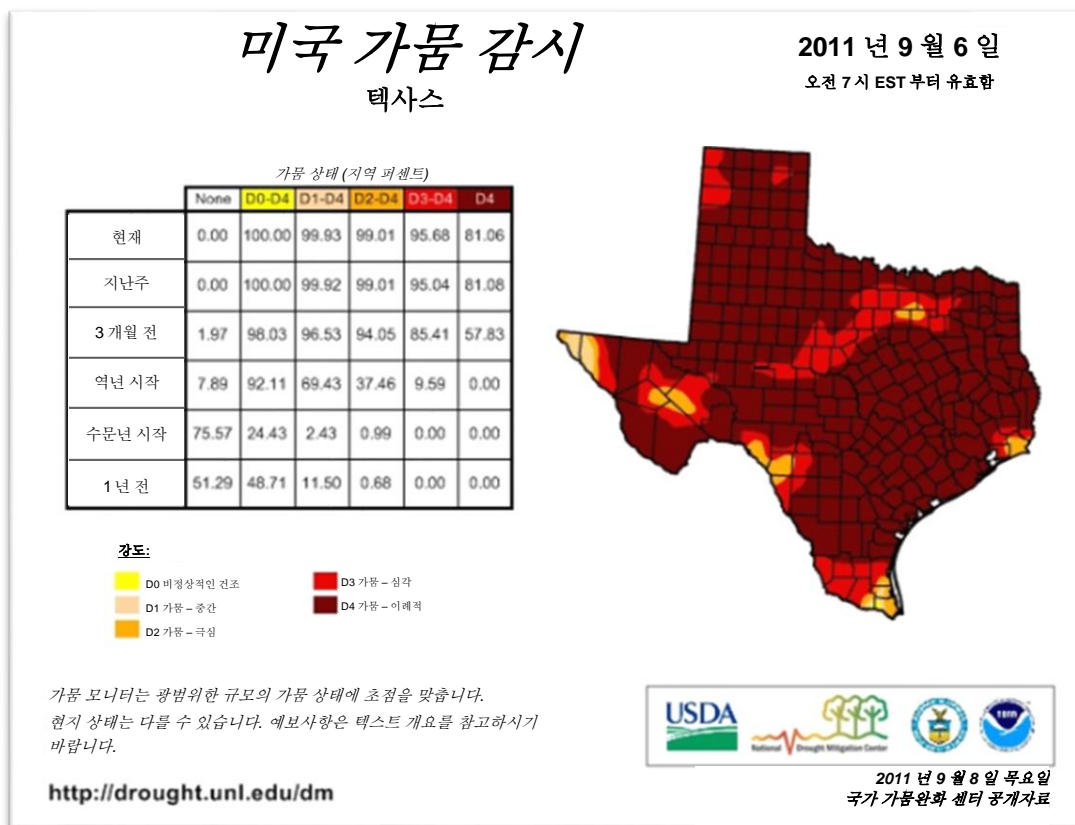 미국 가뭄 감시
텍사스
2011 년 9 월 6 일
오전 7 시 EST 부터 유효함
가뭄 상태 (지역 퍼센트)
None D0-D4 D1-D4 D2-D4 D3-D4 D4
현재 0.00 100.00 99.93 99.01 95.68 81.06
지난주 0.00 100.00 99.92 99.01 95.04 81.08
3 개월 전 1.97 98.03 96.53 94.05 85.41 57.83
역년 시작 7.89 92.11 69.43 37.46 9.59 0.00
수문년 시작 75.57 24.43 2.43 0.99 0.00 0.00
1 년 전 51.29 48.71 11.50 0.68 0.00 0.00
강도:
D0 비정상적인 건조
D1 가뭄 – 중간
D2 가뭄 – 극심
D3 가뭄 – 심각
D4 가뭄 – 이례적
가뭄 모니터는 광범위한 규모의 가뭄 상태에 초점을 맞춥니다.
현지 상태는 다를 수 있습니다. 예보사항은 텍스트 개요를 참고하시기
바랍니다.
http://drought.unl.edu/dm
USDA
National Drought Mitigation Center
2011 년 9 월 8 일 목요일
국가 가뭄완화 센터 공개자료